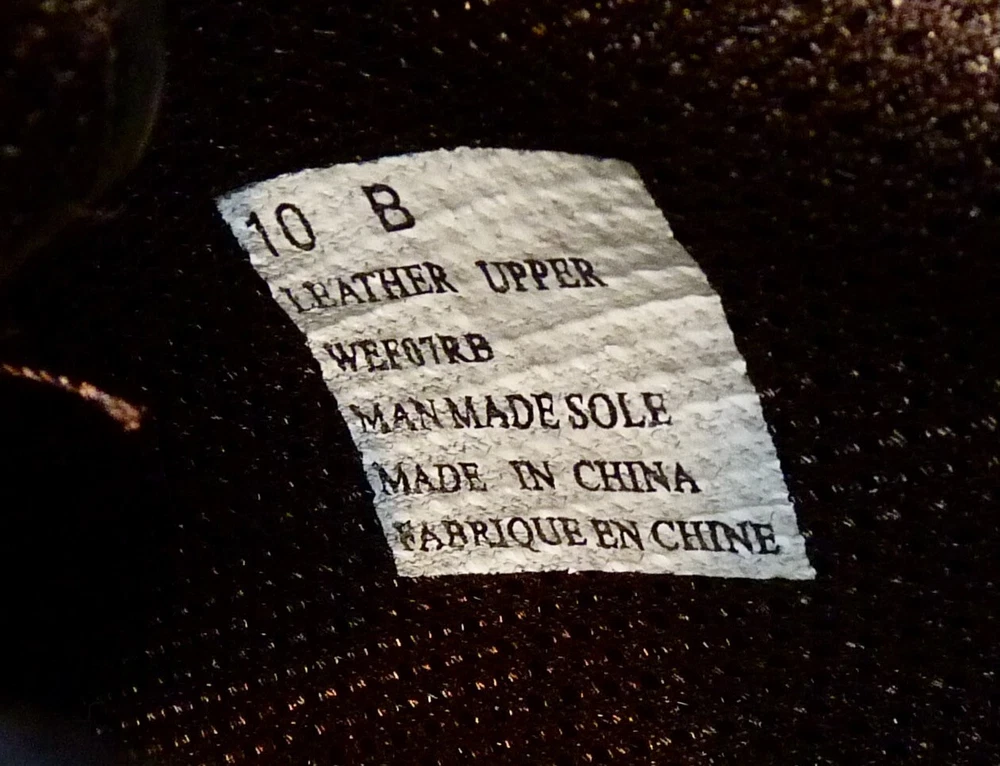 10 B
LEATHER UPPER
WEF07RB
MAN MADE SOLE
MADE IN CHINA
FABRIQUE EN CHINE